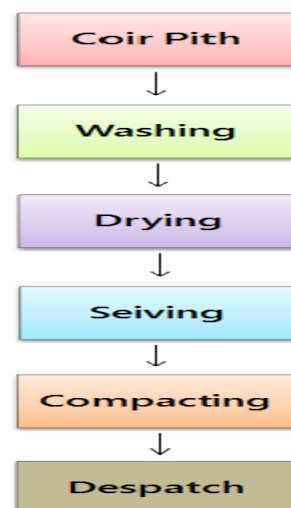 Coir Pith
Washing
Drying
Seiving
Compacting
Despatch